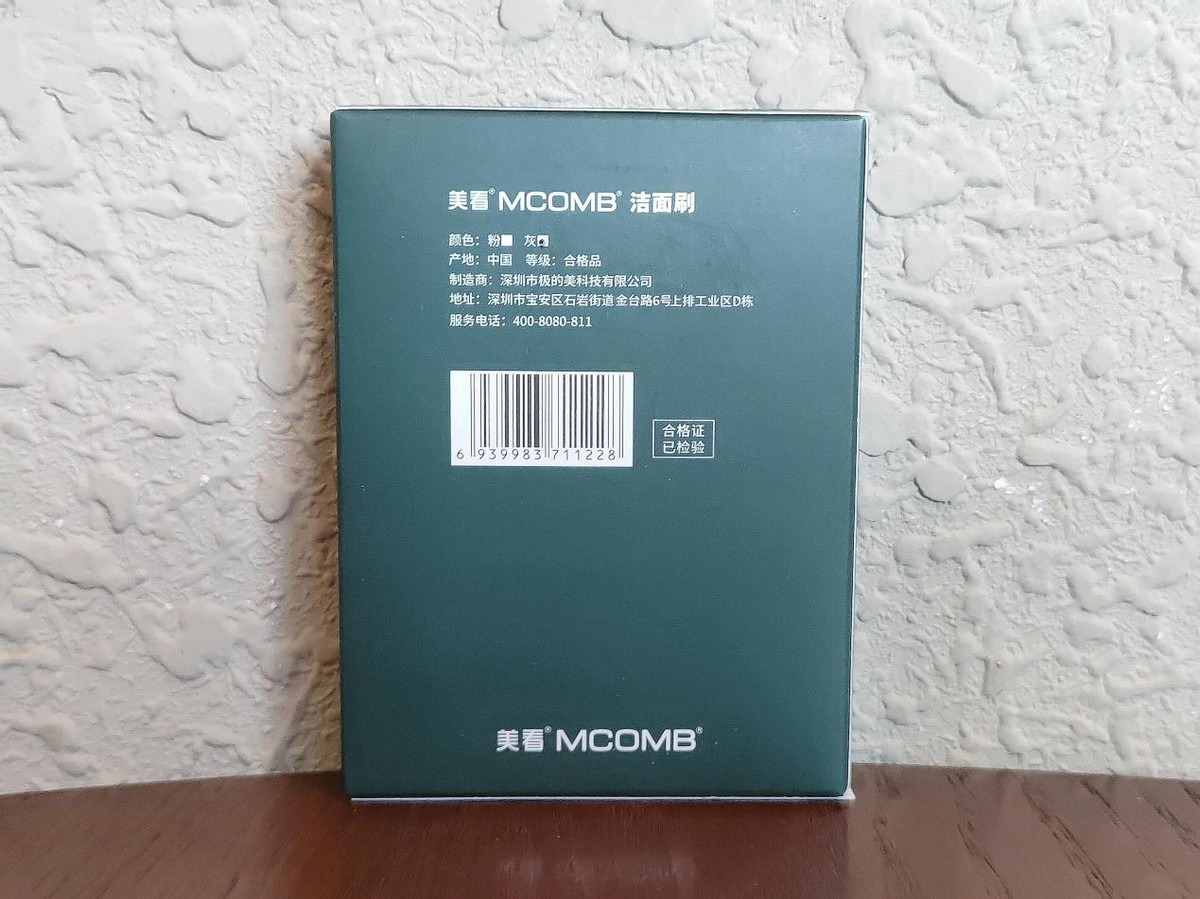 美看® MCOMB® 洁面刷
颜色：粉 灰
产地：中国 等级：合格品
制造商：深圳市极的美科技有限公司
地址：深圳市宝安区石岩街道金台路6号上排工业区D栋
服务电话：400-8080-811
6 939983 711228
合格证
已检验
美看® MCOMB®